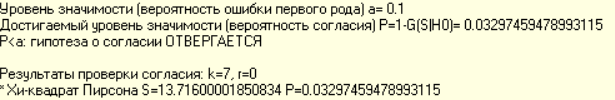 Уровень значимости (вероятность ошибки первого рода) a= 0.1
Достигаемый уровень значимости (вероятность согласия) P=1-G(S|H0)= 0.03297459478993115
P<a: гипотеза о согласии ОТВЕРГАЕТСЯ
Результаты проверки согласия: k=7, r=0
* Хи-квадрат Пирсона S=13.71600001850834 P=0.03297459478993115